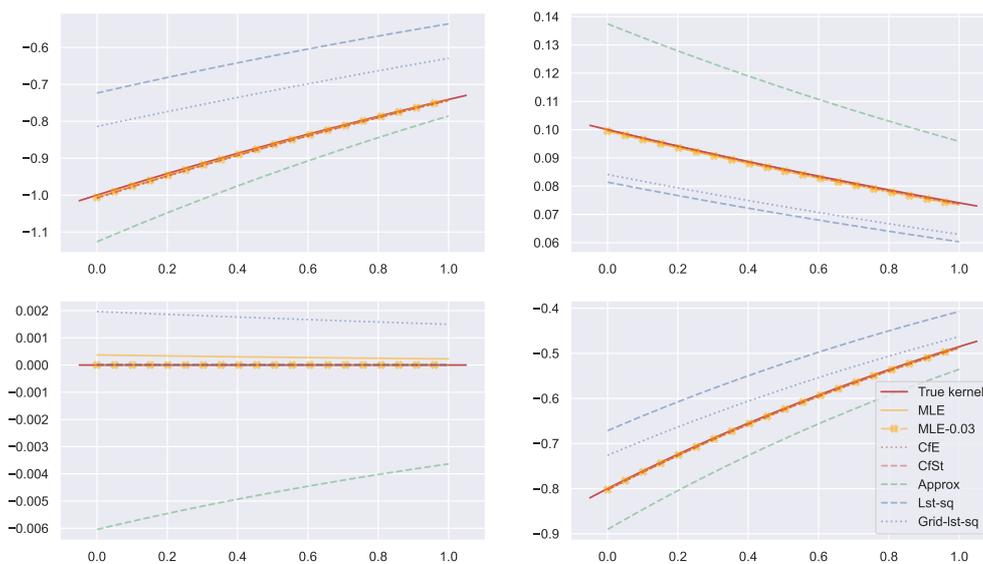 −0.6
−0.7
−0.8
−0.9
−1.0
−1.1
0.0 0.2 0.4 0.6 0.8 1.0
0.14
0.13
0.12
0.11
0.10
0.09
0.08
0.07
0.06
0.0 0.2 0.4 0.6 0.8 1.0
0.002
0.001
0.000
−0.001
−0.002
−0.003
−0.004
−0.005
−0.006
0.0 0.2 0.4 0.6 0.8 1.0
−0.4
−0.5
−0.6
−0.7
−0.8
−0.9
0.0 0.2 0.4 0.6 0.8 1.0
True kernel
MLE
MLE-0.03
CfE
CfSt
Approx
Lst-sq
Grid-lst-sq